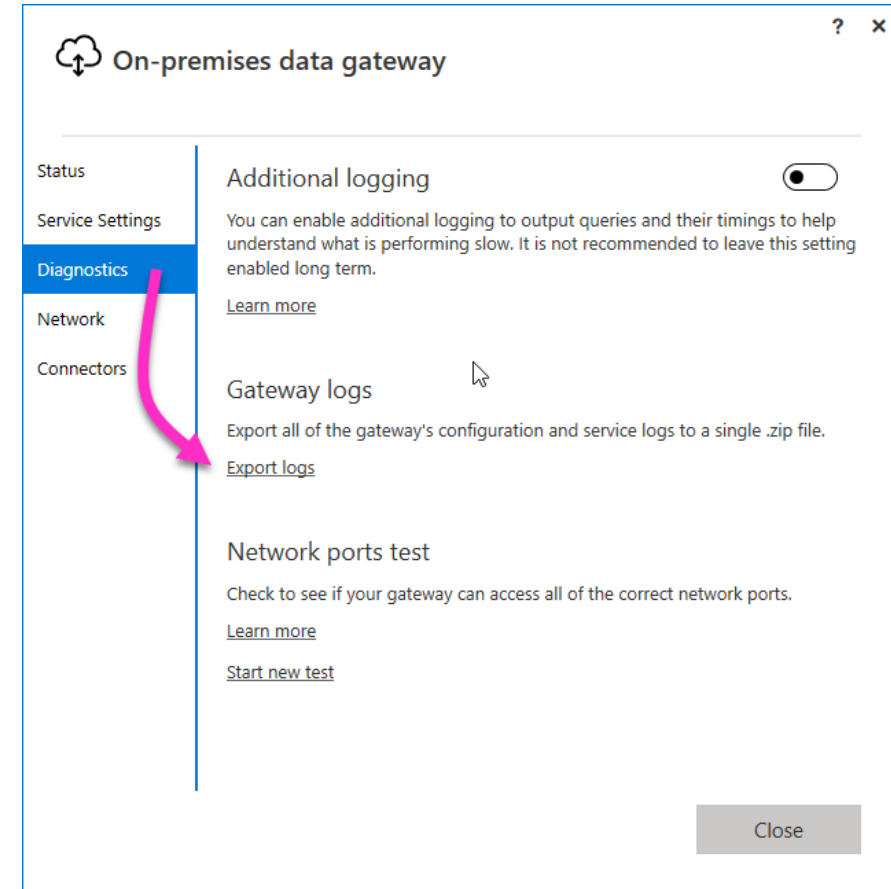 ? ×
On-premises data gateway
Status
Service Settings
Diagnostics
Network
Connectors
Additional logging
You can enable additional logging to output queries and their timings to help
understand what is performing slow. It is not recommended to leave this setting
enabled long term.
Learn more
Gateway logs
Export all of the gateway's configuration and service logs to a single .zip file.
Export logs
Network ports test
Check to see if your gateway can access all of the correct network ports.
Learn more
Start new test
Close